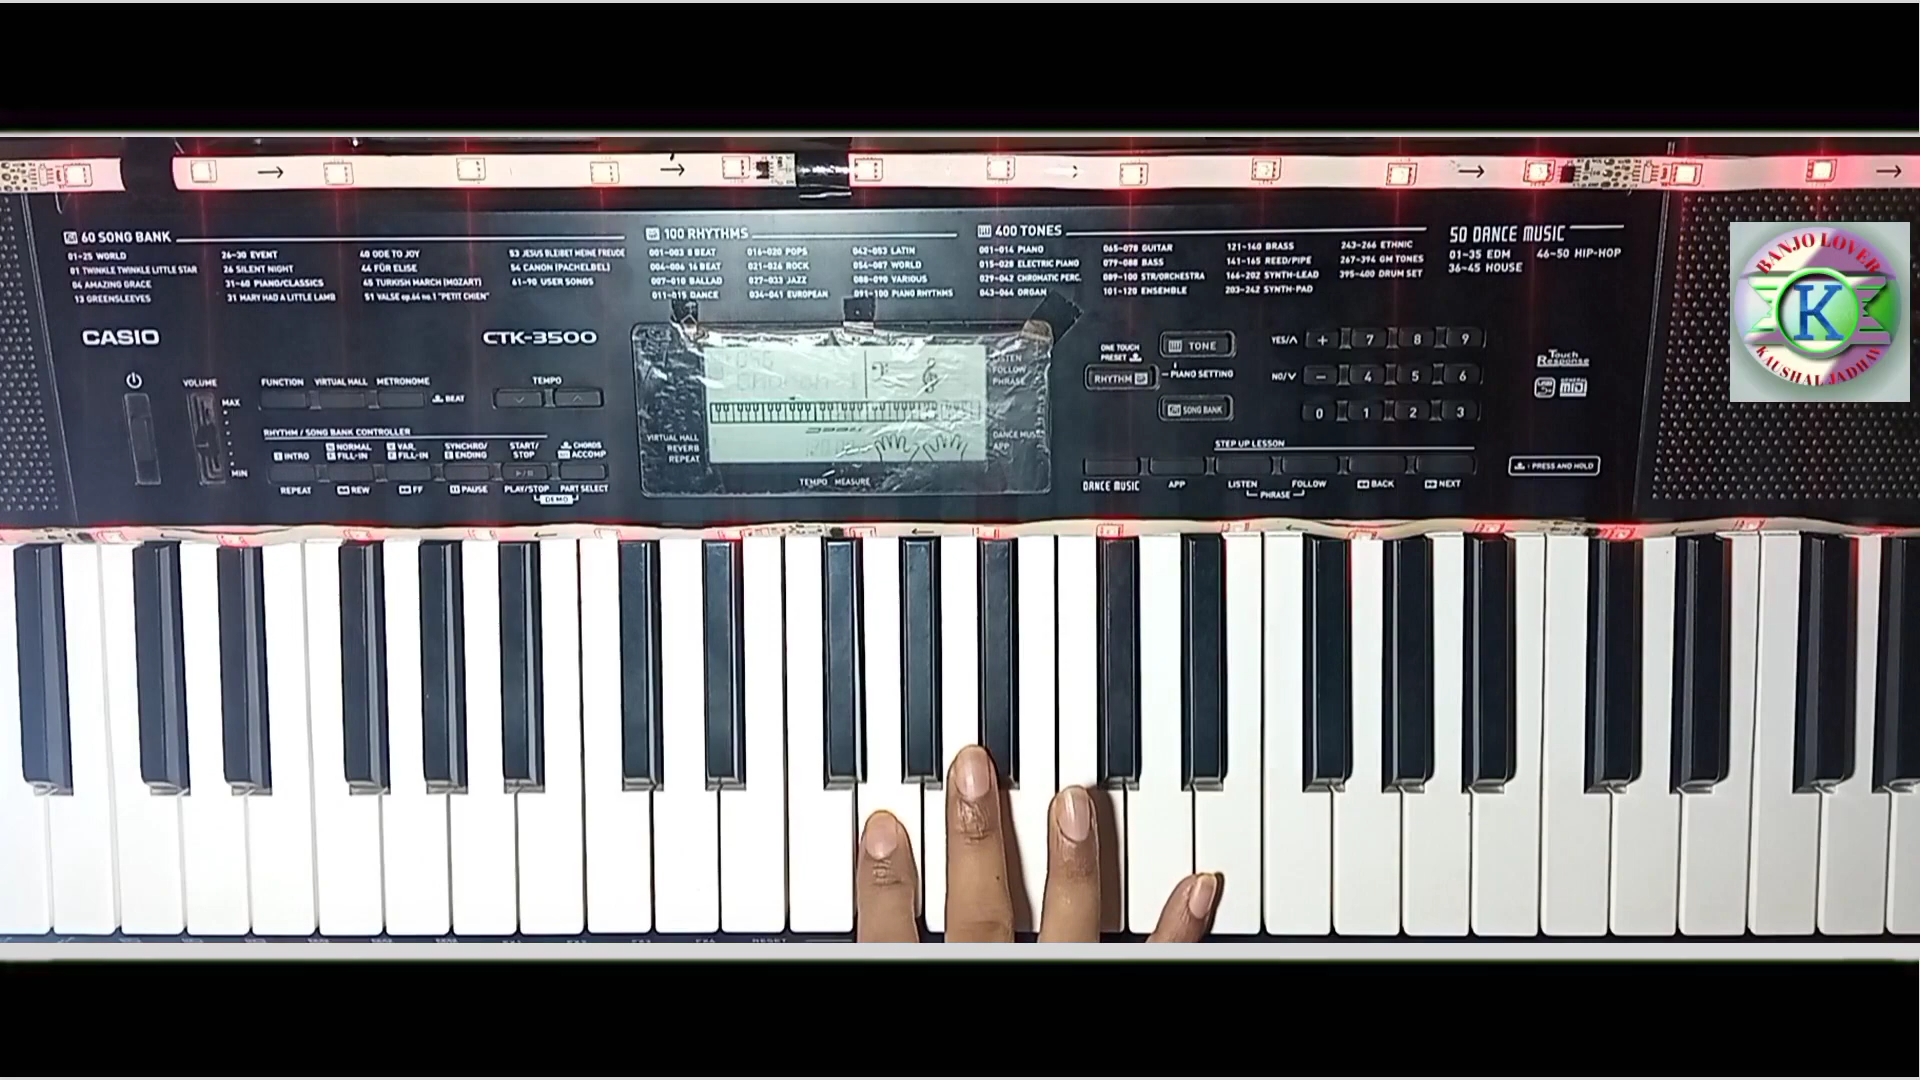 60 SONG BANK
01-25 WORLD
01 TWINKLE TWINKLE LITTLE STAR
04 AMAZING GRACE
13 GREENSLEEVES
26-30 EVENT
26 SILENT NIGHT
31-60 PIANO/CLASSICS
31 MARY HAD A LITTLE LAMB
40 ODE TO JOY
44 FÜR ELISE
45 TURKISH MARCH (MOZART)
51 VALSE op.64 no.1 "PETIT CHIEN"
53 JESUS BLEIBET MEINE FREUDE
54 CANON (PACHELBEL)
61-90 USER SONGS
100 RHYTHMS
001-003 8 BEAT
004-006 16 BEAT
007-010 BALLAD
011-015 DANCE
016-020 POPS
021-026 ROCK
027-033 JAZZ
034-041 EUROPEAN
042-053 LATIN
054-087 WORLD
088-090 VARIOUS
091-100 PIANO RHYTHMS
400 TONES
001-014 PIANO
015-028 ELECTRIC PIANO
029-042 CHROMATIC PERC.
043-064 ORGAN
065-078 GUITAR
079-088 BASS
089-100 STR/ORCHESTRA
101-120 ENSEMBLE
121-140 BRASS
141-165 REED/PIPE
166-202 SYNTH-LEAD
203-242 SYNTH-PAD
243-266 ETHNIC
267-394 GM TONES
395-400 DRUM SET
50 DANCE MUSIC
01-35 EDM
36-45 HOUSE
46-50 HIP-HOP
BANJO LOVER
K
KAUSHAL JADHAV
CASIO
CTK-3500
VOLUME
MAX
MIN
FUNCTION VIRTUAL HALL METRONOME
BEAT
TEMPO
RHYTHM / SONG BANK CONTROLLER
INTRO
NORMAL FILL-IN
VAR. FILL-IN
SYNCHRO/ ENDING
START/ STOP
CHORDS
ACCOMP
REPEAT
REW
FF
PAUSE
PLAY/STOP
PART SELECT
DEMO
LISTEN
FOLLOW
PHRASE
VIRTUAL HALL
REVERB
REPEAT
DANCE MUSIC
APP
TEMPO MEASURE
ONE TOUCH PRESET
TONE
RHYTHM
PIANO SETTING
SONG BANK
YES/∧
+ 7 8 9
NO/∨
- 4 5 6
0 1 2 3
STEP UP LESSON
DANCE MUSIC
APP
LISTEN
FOLLOW
BACK
NEXT
PHRASE
: PRESS AND HOLD
Touch Response
USB
GENERAL MIDI